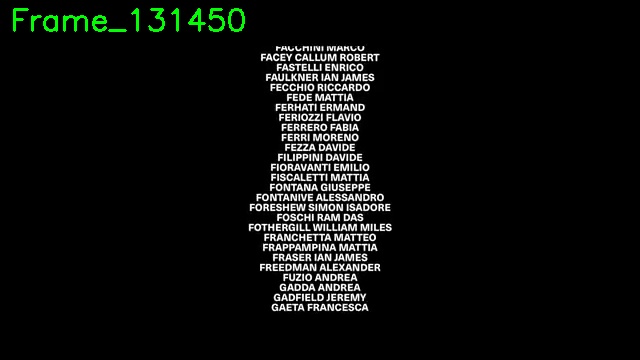 Frame_131450
FACCHINI MARCO
FACEY CALLUM ROBERT
FASTELLI ENRICO
FAULKNER IAN JAMES
FECCHIO RICCARDO
FEDE MATTIA
FERHATI ERMAND
FERIOZZI FLAVIO
FERRERO FABIA
FERRI MORENO
FEZZA DAVIDE
FILIPPINI DAVIDE
FIORAVANTI EMILIO
FISCALETTI MATTIA
FONTANA GIUSEPPE
FONTANIVE ALESSANDRO
FORESHEW SIMON ISADORE
FOSCHI RAM DAS
FOTHERGILL WILLIAM MILES
FRANCHETTA MATTEO
FRAPPAMPINA MATTIA
FRASER IAN JAMES
FREEDMAN ALEXANDER
FUZIO ANDREA
GADDA ANDREA
GADFIELD JEREMY
GAETA FRANCESCA